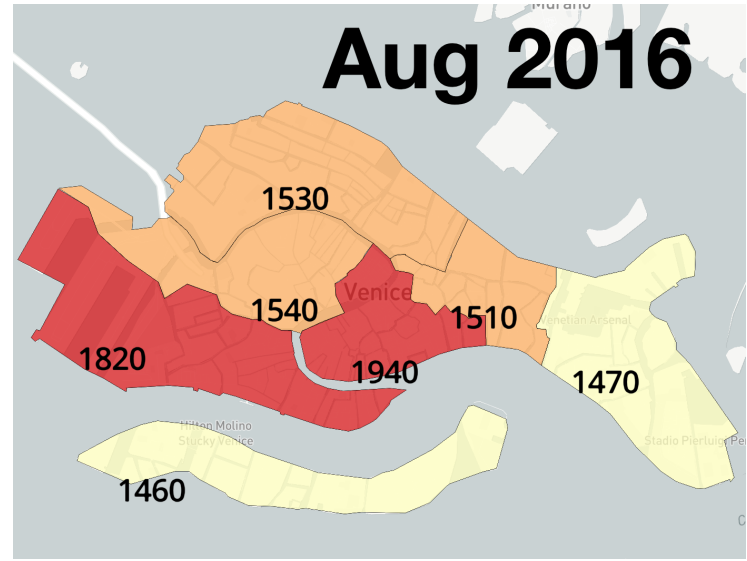 Murano
Aug 2016
1530
Venice
1540
1510
Venetian Arsenal
1820
1940
1470
Hilton Molino
Stucky Venice
Stadio Pierluigi Pe
1460
C